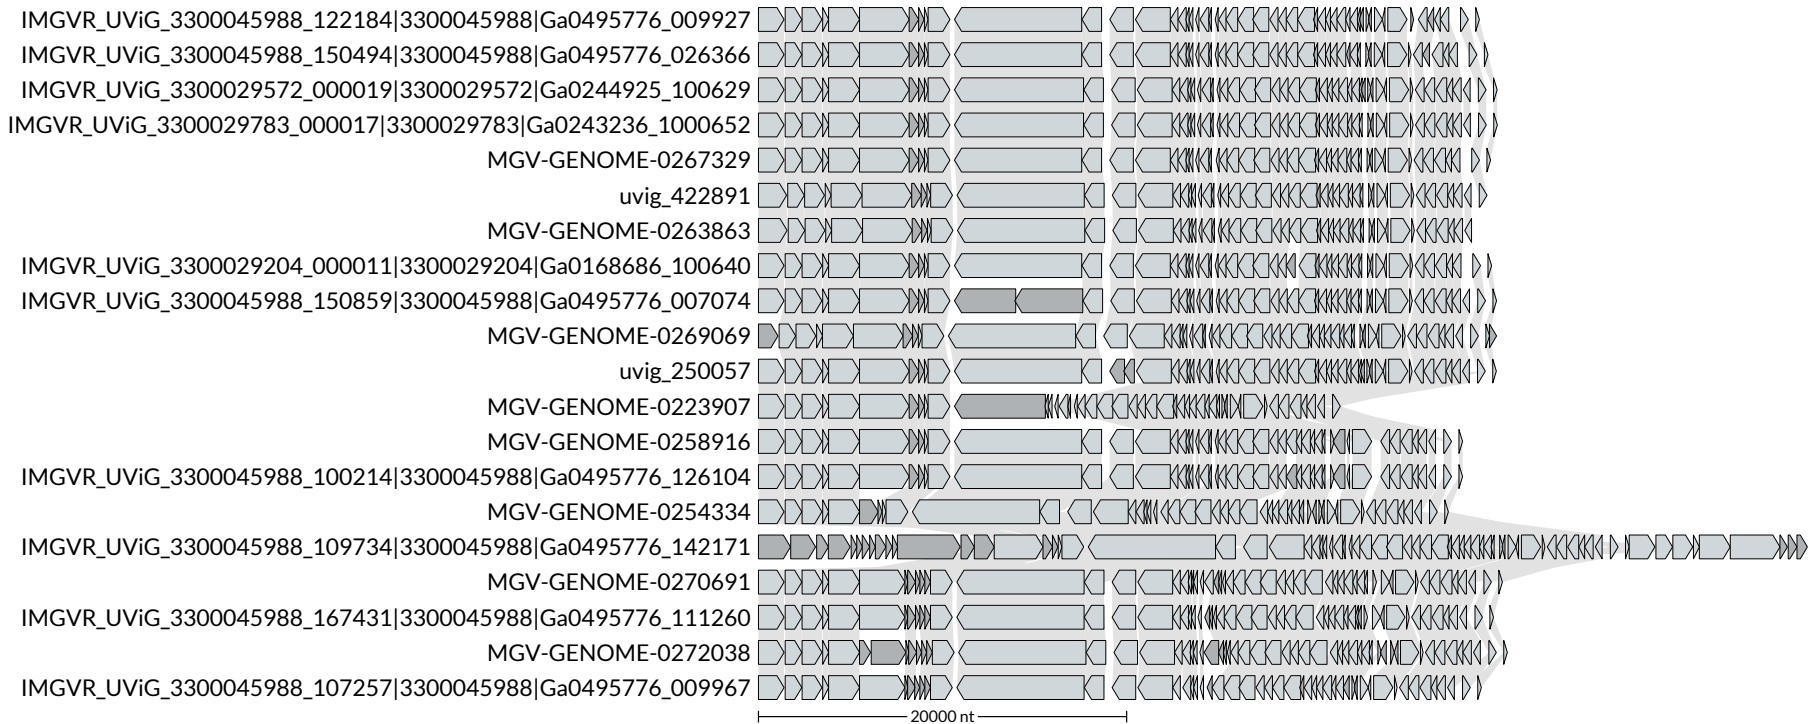 IMGVR_UViG_3300045988_122184|3300045988|Ga0495776_009927
IMGVR_UViG_3300045988_150494|3300045988|Ga0495776_026366
IMGVR_UViG_3300029572_000019|3300029572|Ga0244925_100629
IMGVR_UViG_3300029783_000017|3300029783|Ga0243236_1000652
MGV-GENOME-0267329
uvig_422891
MGV-GENOME-0263863
IMGVR_UViG_3300029204_000011|3300029204|Ga0168686_100640
IMGVR_UViG_3300045988_150859|3300045988|Ga0495776_007074
MGV-GENOME-0269069
uvig_250057
MGV-GENOME-0223907
MGV-GENOME-0258916
IMGVR_UViG_3300045988_100214|3300045988|Ga0495776_126104
MGV-GENOME-0254334
IMGVR_UViG_3300045988_109734|3300045988|Ga0495776_142171
MGV-GENOME-0270691
IMGVR_UViG_3300045988_167431|3300045988|Ga0495776_111260
MGV-GENOME-0272038
IMGVR_UViG_3300045988_107257|3300045988|Ga0495776_009967
20000 nt